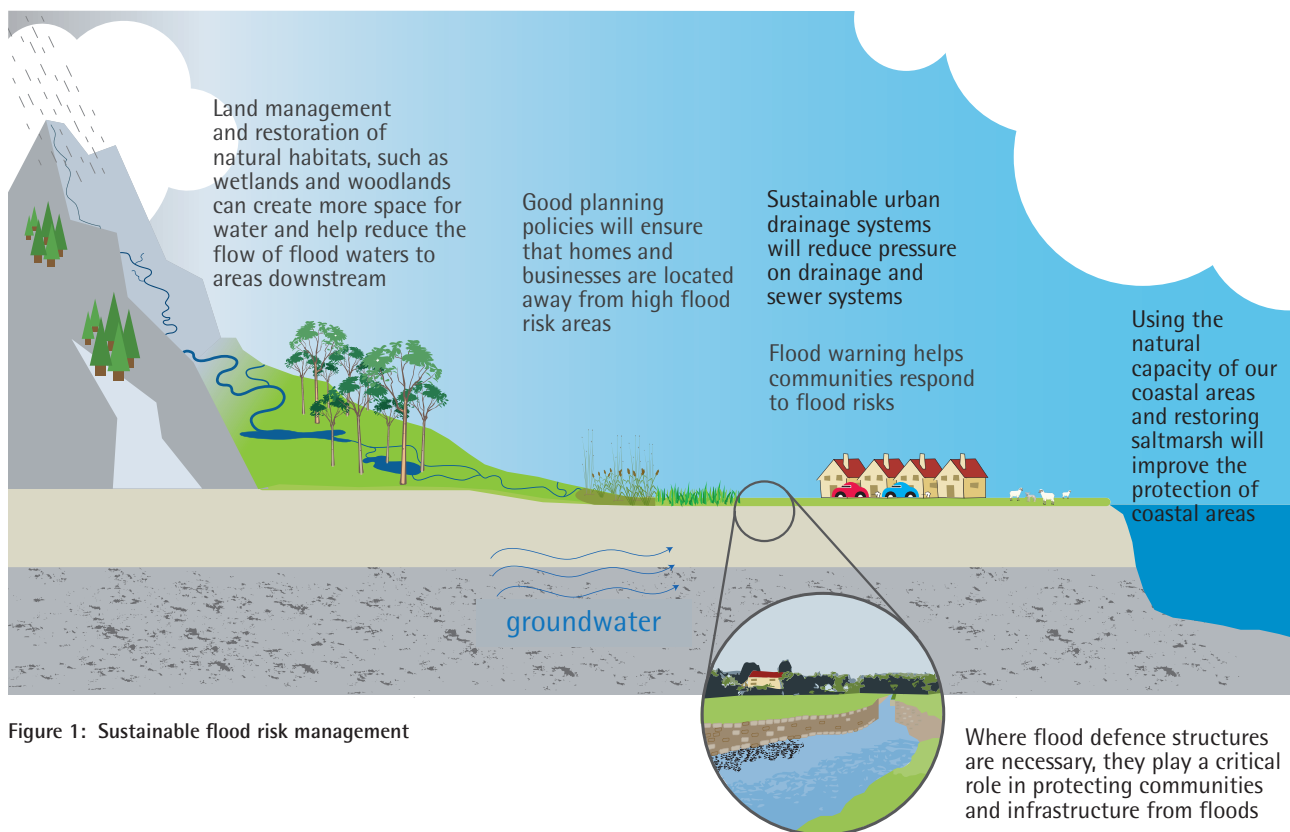 Land management
and restoration of
natural habitats, such as
wetlands and woodlands
can create more space for
water and help reduce the
flow of flood waters to
areas downstream
Good planning
policies will ensure
that homes and
businesses are located
away from high flood
risk areas
Sustainable urban
drainage systems
will reduce pressure
on drainage and
sewer systems
Flood warning helps
communities respond
to flood risks
Using the
natural
capacity of our
coastal areas
and restoring
saltmarsh will
improve the
protection of
coastal areas
groundwater
Figure 1: Sustainable flood risk management
Where flood defence structures
are necessary, they play a critical
role in protecting communities
and infrastructure from floods